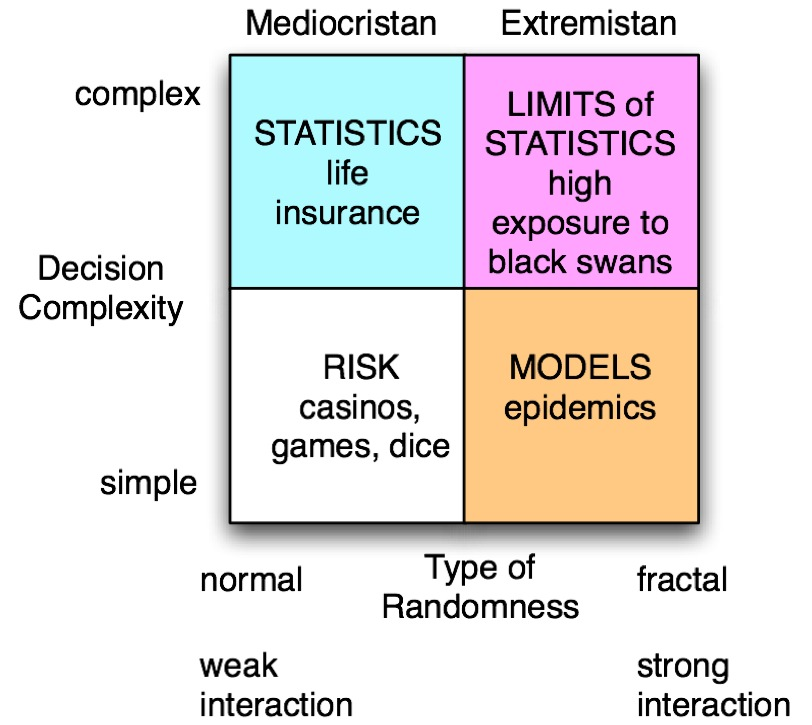 Mediocristan
Extremistan
complex
STATISTICS
life
insurance
LIMITS of
STATISTICS
high
exposure to
black swans
Decision
Complexity
RISK
casinos,
games, dice
MODELS
epidemics
simple
normal
Type of
Randomness
fractal
weak
interaction
strong
interaction